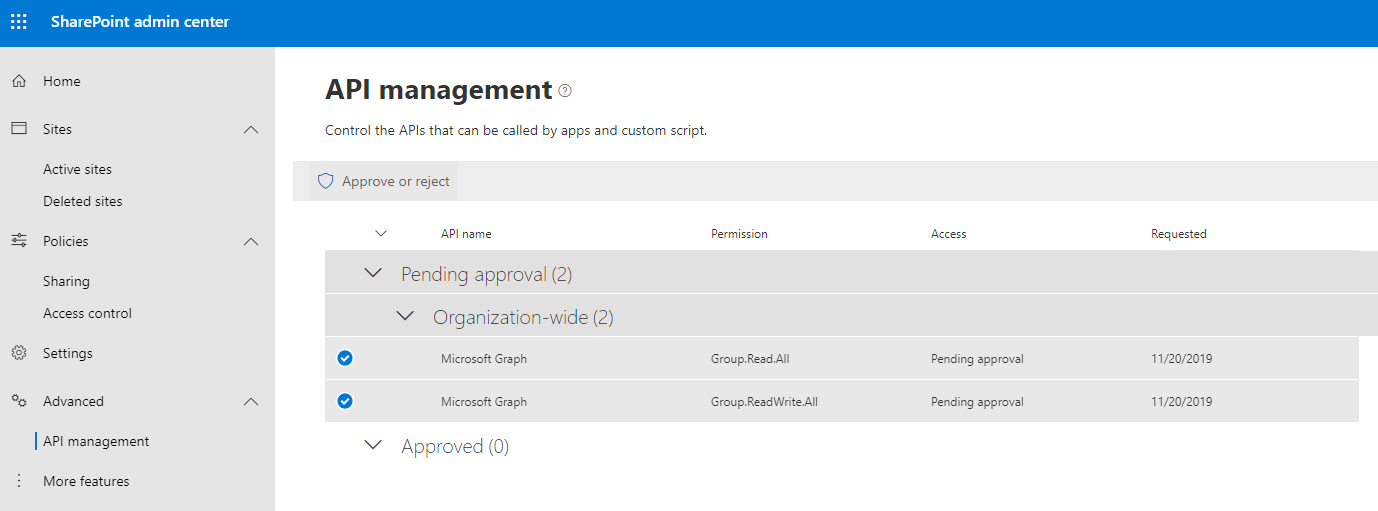 SharePoint admin center
Home
Sites
Active sites
Deleted sites
Policies
Sharing
Access control
Settings
Advanced
API management
More features
API management
Control the APIs that can be called by apps and custom script.
Approve or reject
API name Permission Access Requested
Pending approval (2)
Organization-wide (2)
Microsoft Graph Group.Read.All Pending approval 11/20/2019
Microsoft Graph Group.ReadWrite.All Pending approval 11/20/2019
Approved (0)